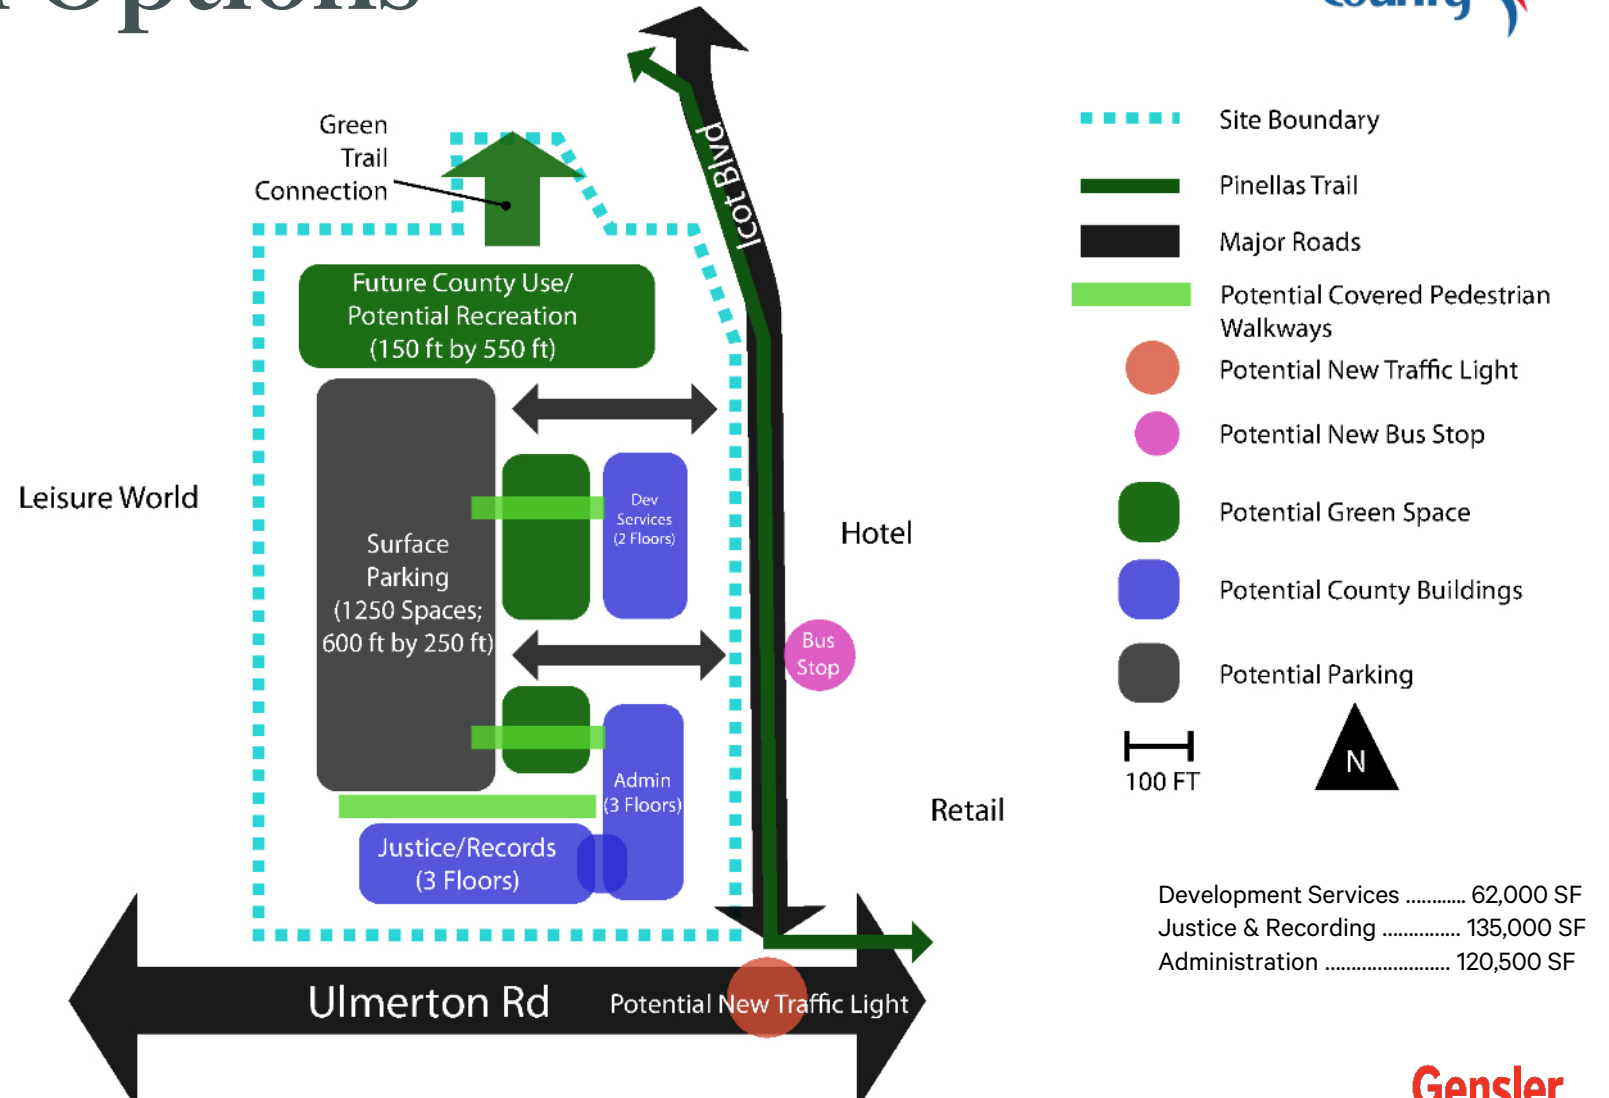 Options
County
Green
Trail
Connection
Icot Blvd
Future County Use/
Potential Recreation
(150 ft by 550 ft)
Leisure World
Surface
Parking
(1250 Spaces;
600 ft by 250 ft)
Dev
Services
(2 Floors)
Hotel
Bus
Stop
Admin
(3 Floors)
Retail
Justice/Records
(3 Floors)
Ulmerton Rd
Potential New Traffic Light
Site Boundary
Pinellas Trail
Major Roads
Potential Covered Pedestrian
Walkways
Potential New Traffic Light
Potential New Bus Stop
Potential Green Space
Potential County Buildings
Potential Parking
100 FT
N
Development Services ............ 62,000 SF
Justice & Recording ............... 135,000 SF
Administration ........................ 120,500 SF
Gensler